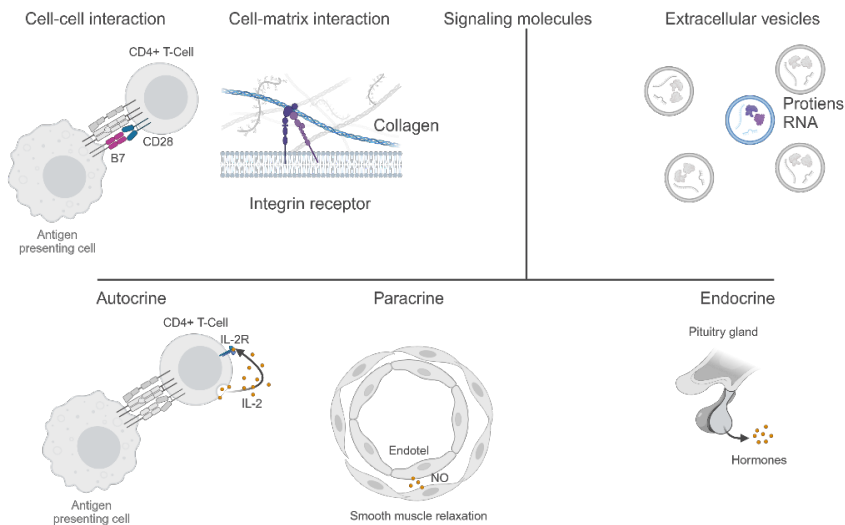 Cell-cell interaction
Cell-matrix interaction
Signaling molecules
Extracellular vesicles
CD4+ T-Cell
CD28
B7
Antigen
presenting cell
Collagen
Integrin receptor
Protiens
RNA
Autocrine
Paracrine
Endocrine
CD4+ T-Cell
IL-2R
IL-2
Antigen
presenting cell
Endotel
NO
Smooth muscle relaxation
Pituitry gland
Hormones